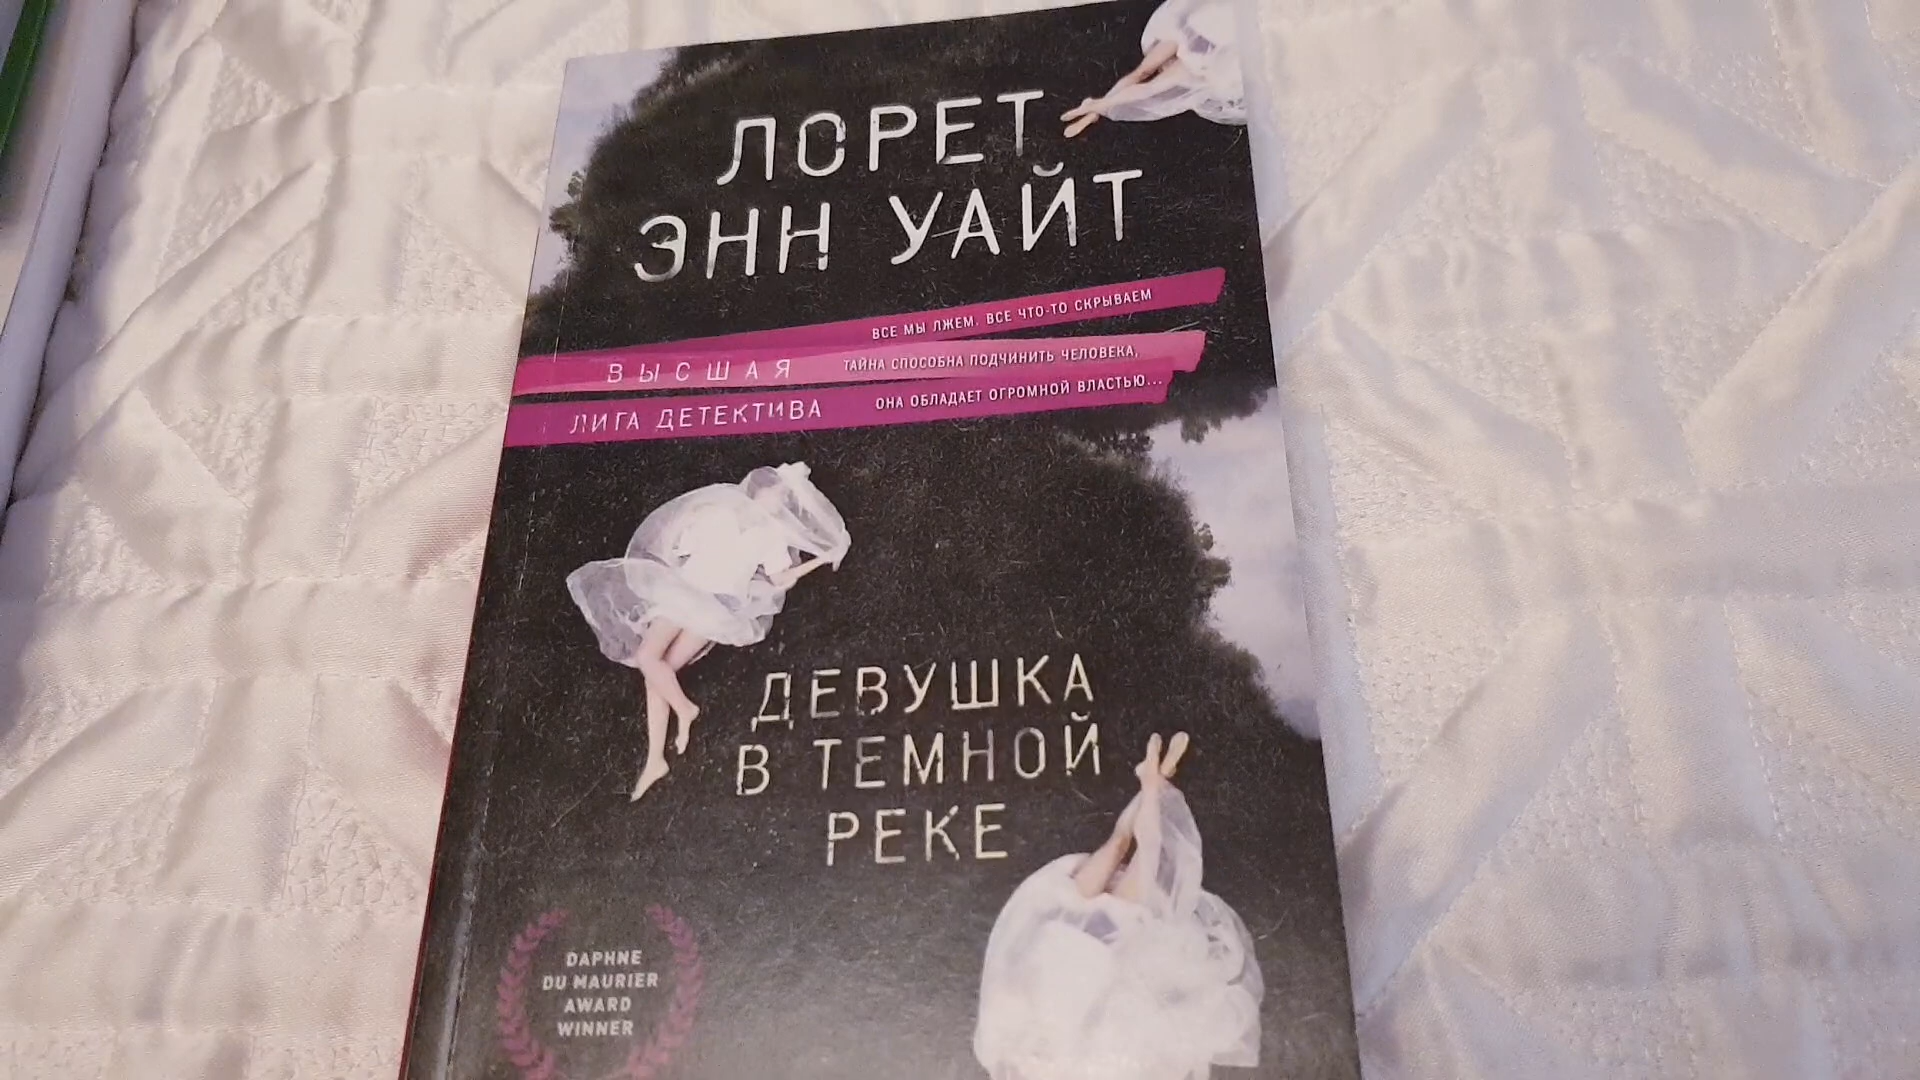 ЛОРЕТ
ЭНН УАЙТ
ВСЕ МЫ ЛЖЕМ. ВСЕ ЧТО-ТО СКРЫВАЕМ
ТАЙНА СПОСОБНА ПОДЧИНИТЬ ЧЕЛОВЕКА,
ОНА ОБЛАДАЕТ ОГРОМНОЙ ВЛАСТЬЮ...
ВЫСШАЯ
ЛИГА ДЕТЕКТИВА
ДЕВУШКА
В ТЕМНОЙ
РЕКЕ
DAPHNE
DU MAURIER
AWARD
WINNER